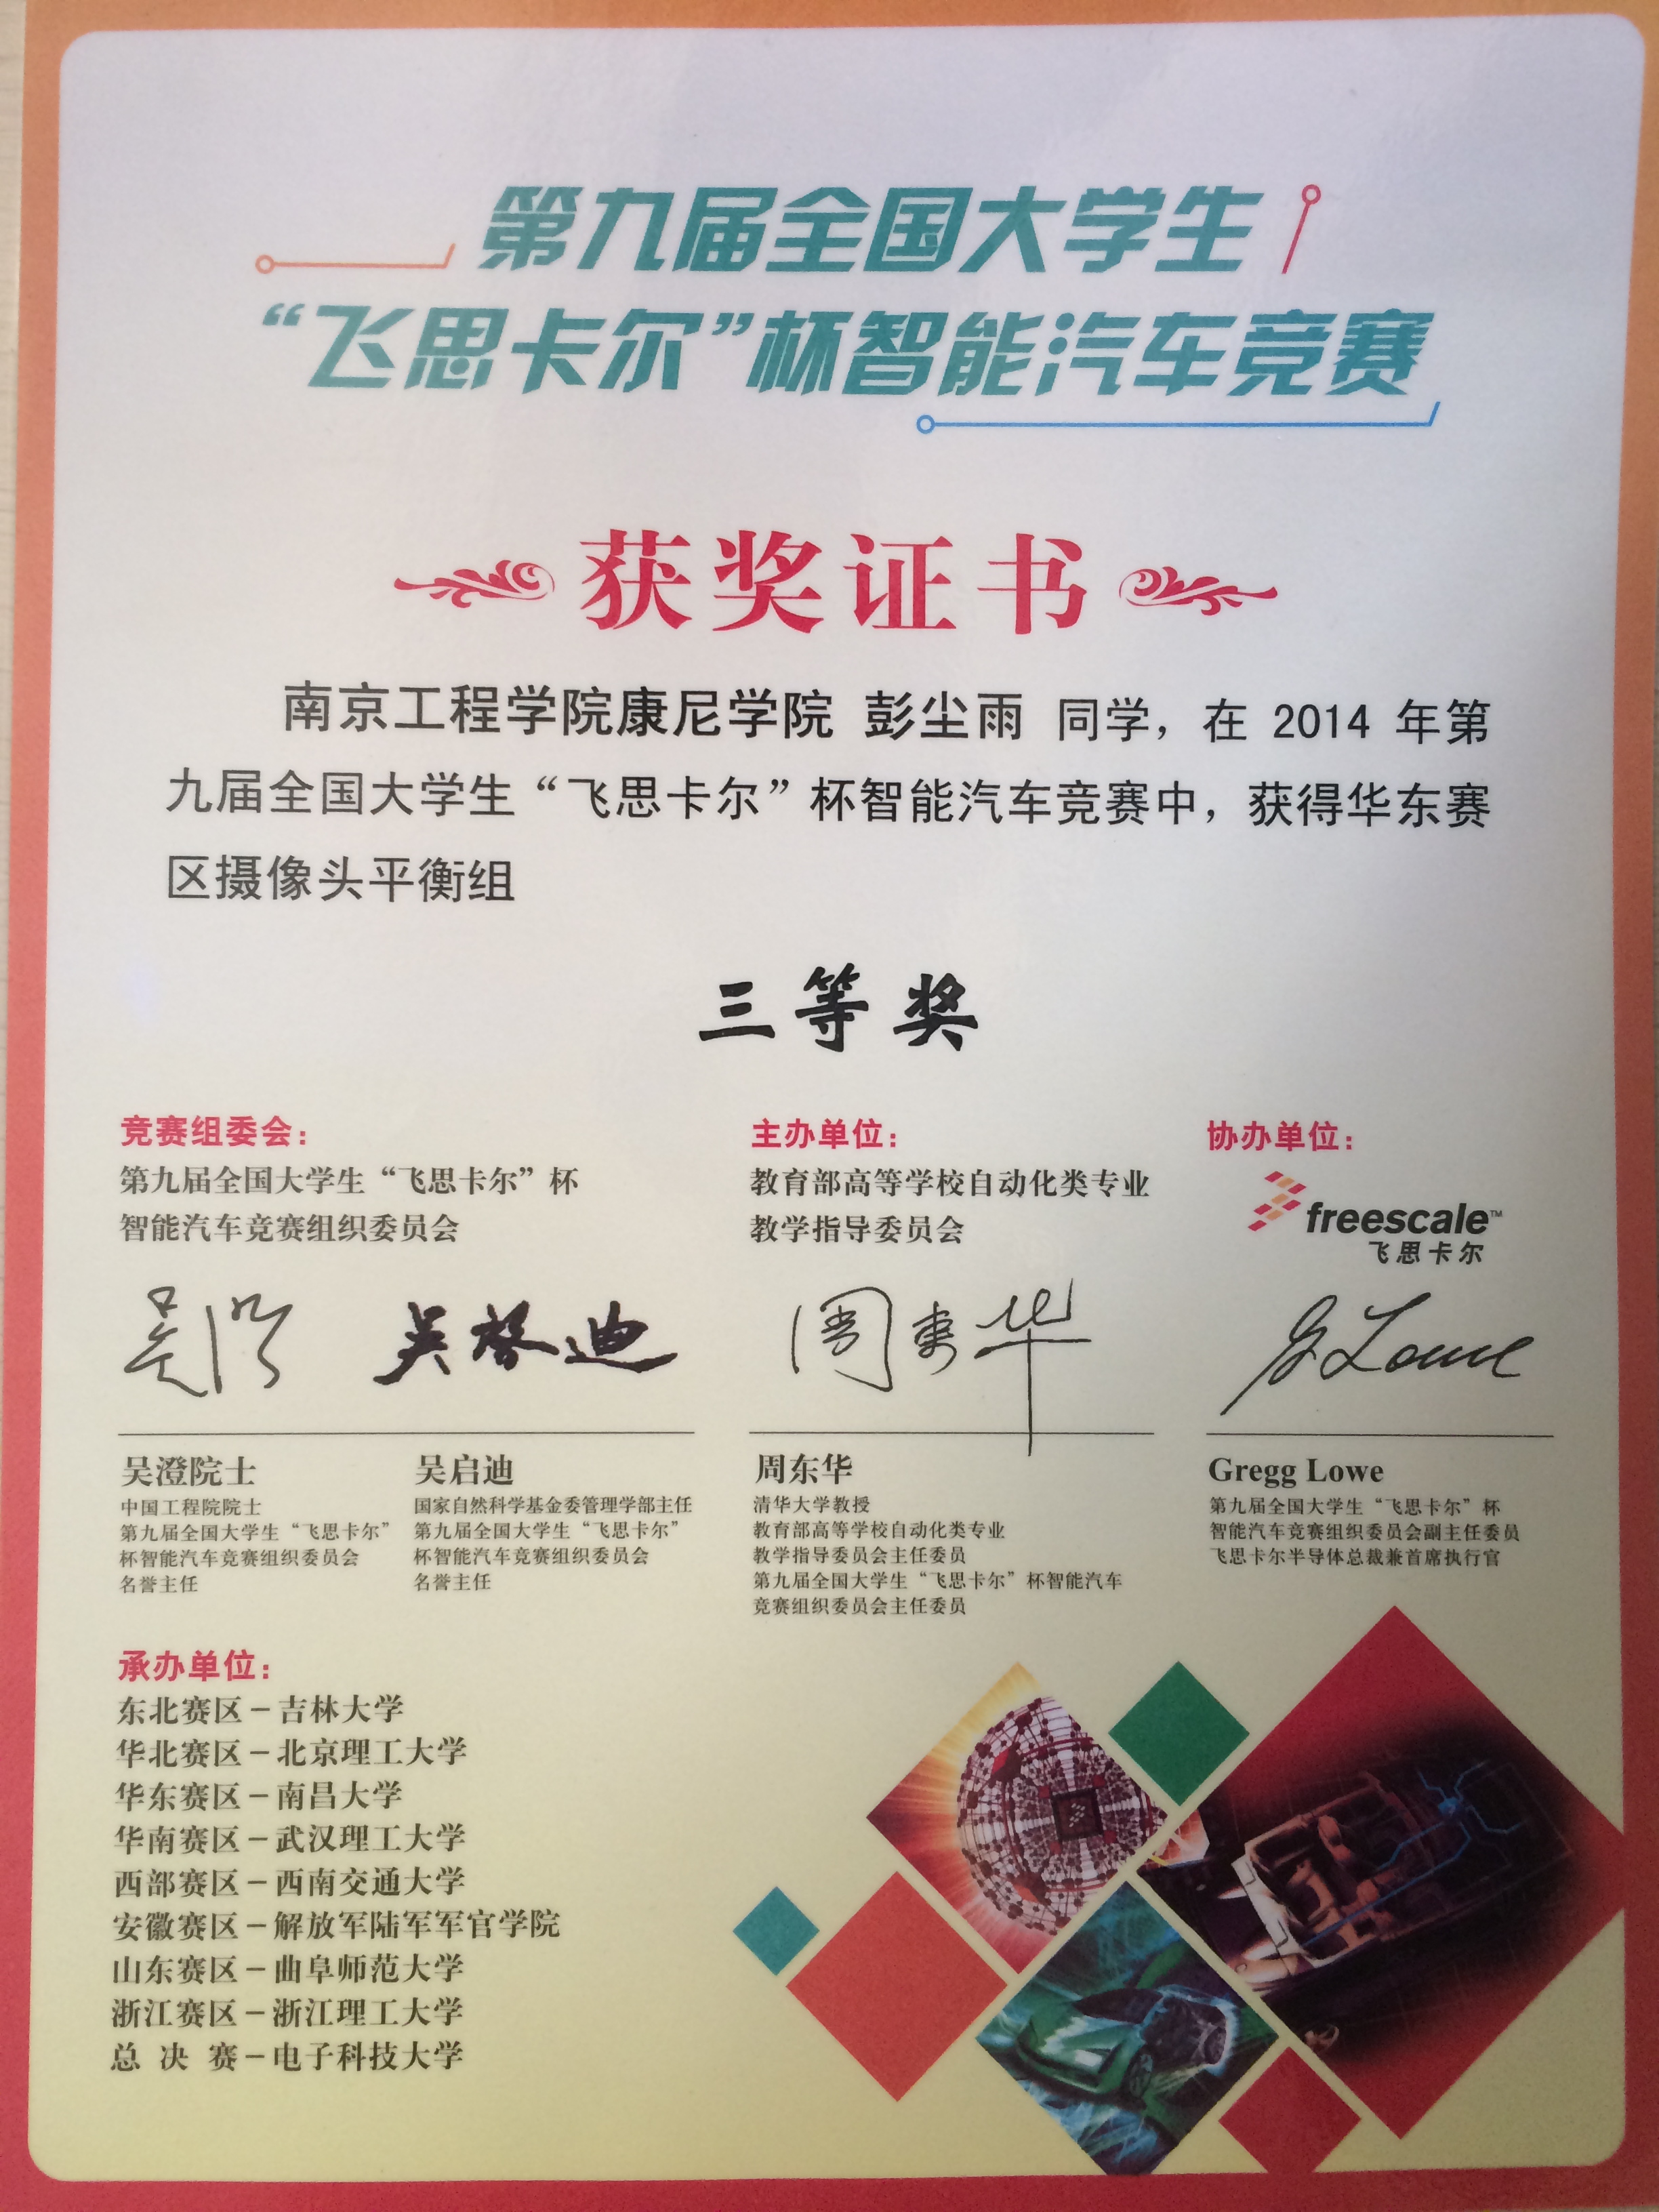 第九届全国大学生
“飞思卡尔”杯智能汽车竞赛
获奖证书
南京工程学院康尼学院 彭尘雨 同学，在 2014 年第
九届全国大学生“飞思卡尔”杯智能汽车竞赛中，获得华东赛
区摄像头平衡组
三等奖
竞赛组委会：
第九届全国大学生“飞思卡尔”杯
智能汽车竞赛组织委员会
主办单位：
教育部高等学校自动化类专业
教学指导委员会
协办单位：
freescale™
飞思卡尔
吴澄
吴启迪
周东华
G Lowe
吴澄院士
中国工程院院士
第九届全国大学生“飞思卡尔”
杯智能汽车竞赛组织委员会
名誉主任
吴启迪
国家自然科学基金委管理学部主任
第九届全国大学生“飞思卡尔”
杯智能汽车竞赛组织委员会
名誉主任
周东华
清华大学教授
教育部高等学校自动化类专业
教学指导委员会主任委员
第九届全国大学生“飞思卡尔”杯智能汽车
竞赛组织委员会主任委员
Gregg Lowe
第九届全国大学生“飞思卡尔”杯
智能汽车竞赛组织委员会副主任委员
飞思卡尔半导体总裁兼首席执行官
承办单位：
东北赛区－吉林大学
华北赛区－北京理工大学
华东赛区－南昌大学
华南赛区－武汉理工大学
西部赛区－西南交通大学
安徽赛区－解放军陆军军官学院
山东赛区－曲阜师范大学
浙江赛区－浙江理工大学
总 决 赛－电子科技大学